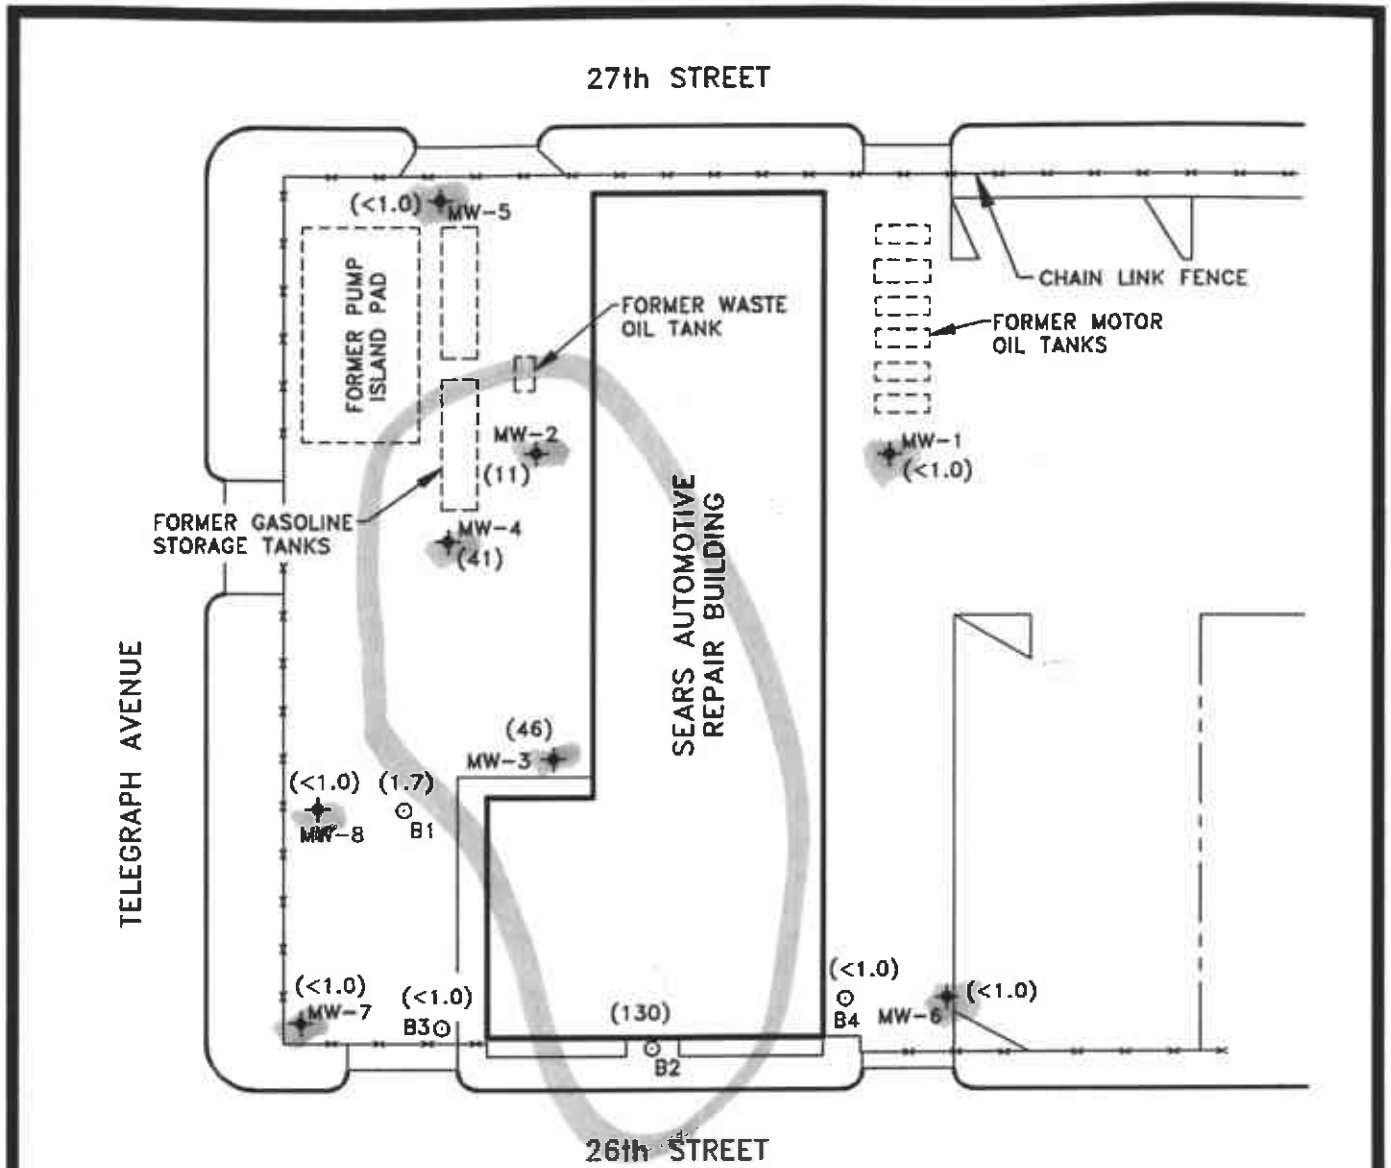 27th STREET
(<1.0)
MW-5
FORMER PUMP
ISLAND PAD
FORMER WASTE
OIL TANK
CHAIN LINK FENCE
FORMER MOTOR
OIL TANKS
MW-2
(11)
MW-1
(<1.0)
FORMER GASOLINE
STORAGE TANKS
MW-4
(41)
SEARS AUTOMOTIVE
REPAIR BUILDING
TELEGRAPH AVENUE
(46)
MW-3
(<1.0)
MW-8
(1.7)
B1
(<1.0)
MW-7
(<1.0)
B3
(130)
B2
(<1.0)
B4
(<1.0)
MW-6
26th STREET